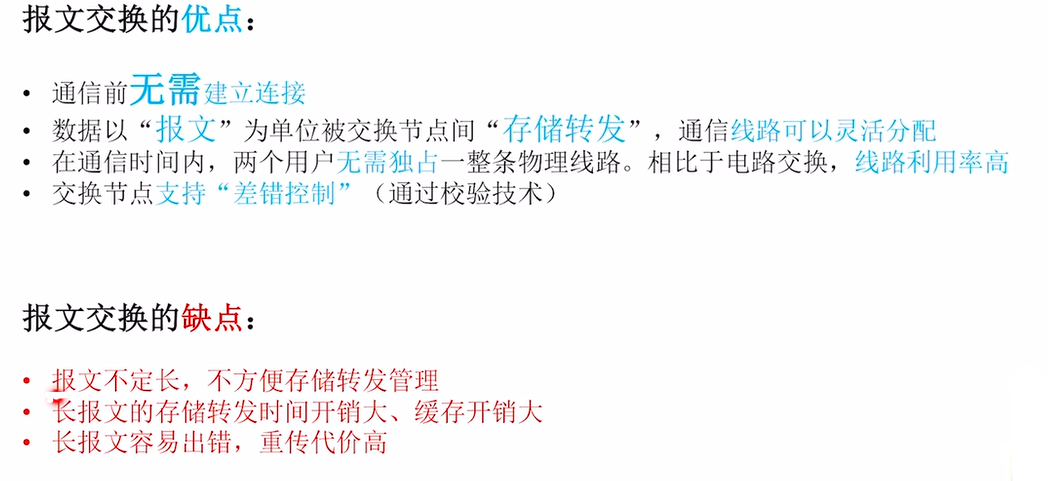 报文交换的优点：
• 通信前无需建立连接
• 数据以“报文”为单位被交换节点间“存储转发”，通信线路可以灵活分配
• 在通信时间内，两个用户无需独占一整条物理线路。相比于电路交换，线路利用率高
• 交换节点支持“差错控制”（通过校验技术）
报文交换的缺点：
• 报文不定长，不方便存储转发管理
• 长报文的存储转发时间开销大、缓存开销大
• 长报文容易出错，重传代价高